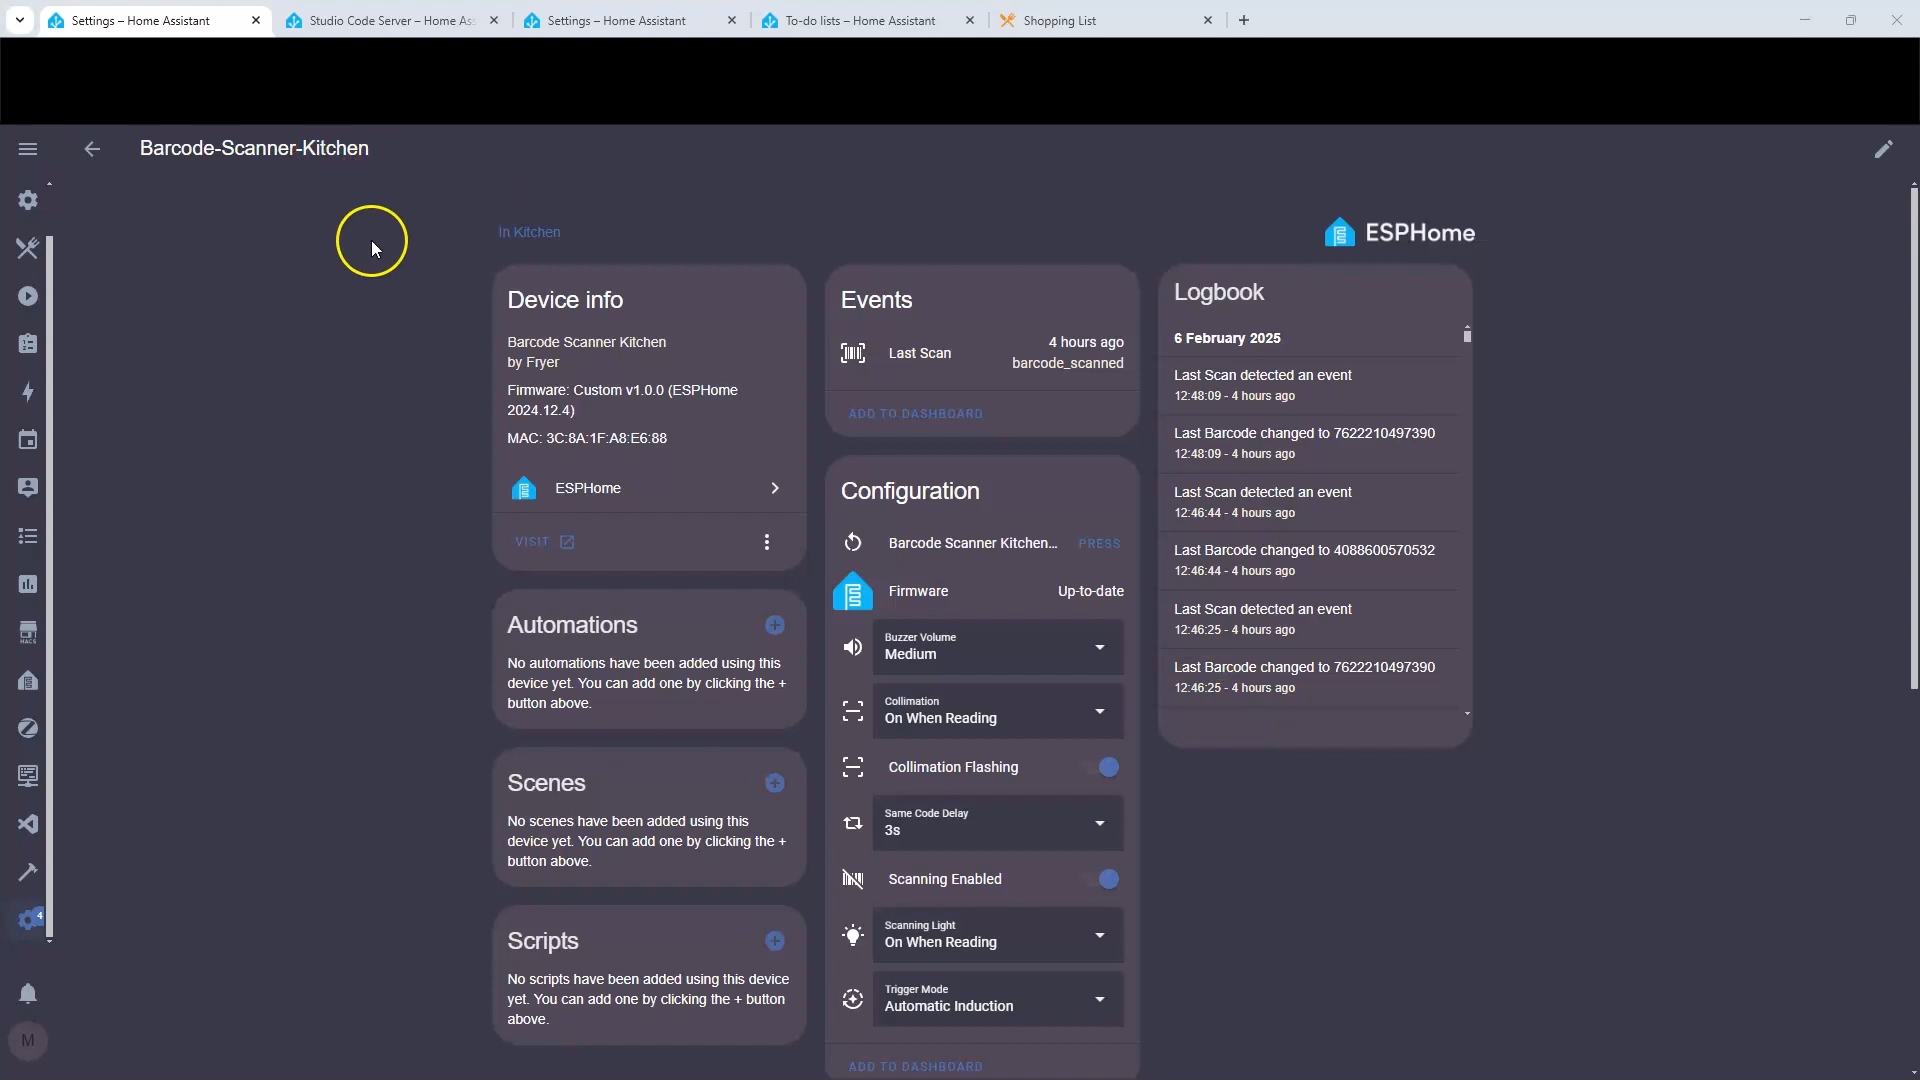 Settings – Home Assistant
Studio Code Server – Home Ass
Settings – Home Assistant
To-do lists – Home Assistant
Shopping List
Barcode-Scanner-Kitchen
In Kitchen
ESPHome
Device info
Barcode Scanner Kitchen
by Fryer
Firmware: Custom v1.0.0 (ESPHome
2024.12.4)
MAC: 3C:8A:1F:A8:E6:88
ESPHome
VISIT
Automations
No automations have been added using this
device yet. You can add one by clicking the +
button above.
Scenes
No scenes have been added using this
device yet. You can add one by clicking the +
button above.
Scripts
No scripts have been added using this device
yet. You can add one by clicking the + button
above.
Events
Last Scan
4 hours ago
barcode_scanned
ADD TO DASHBOARD
Configuration
Barcode Scanner Kitchen... PRESS
Firmware Up-to-date
Buzzer Volume
Medium
Collimation
On When Reading
Collimation Flashing
Same Code Delay
3s
Scanning Enabled
Scanning Light
On When Reading
Trigger Mode
Automatic Induction
ADD TO DASHBOARD
Logbook
6 February 2025
Last Scan detected an event
12:48:09 - 4 hours ago
Last Barcode changed to 7622210497390
12:48:09 - 4 hours ago
Last Scan detected an event
12:46:44 - 4 hours ago
Last Barcode changed to 4088600570532
12:46:44 - 4 hours ago
Last Scan detected an event
12:46:25 - 4 hours ago
Last Barcode changed to 7622210497390
12:46:25 - 4 hours ago
HACS
4
M